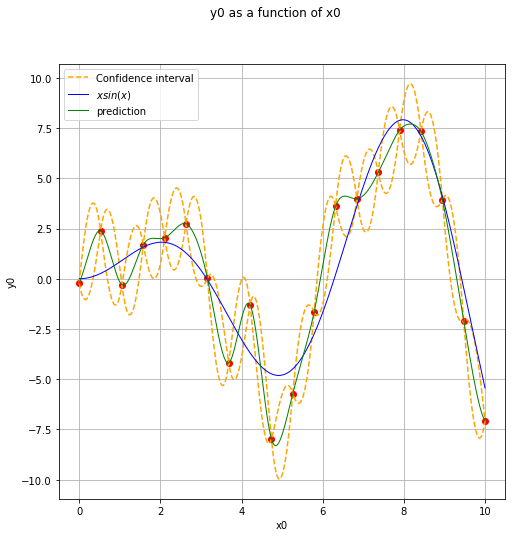 y0 as a function of x0
Confidence interval
xsin(x)
prediction
10.0
7.5
5.0
2.5
0.0
−2.5
−5.0
−7.5
−10.0
y0
0 2 4 6 8 10
x0